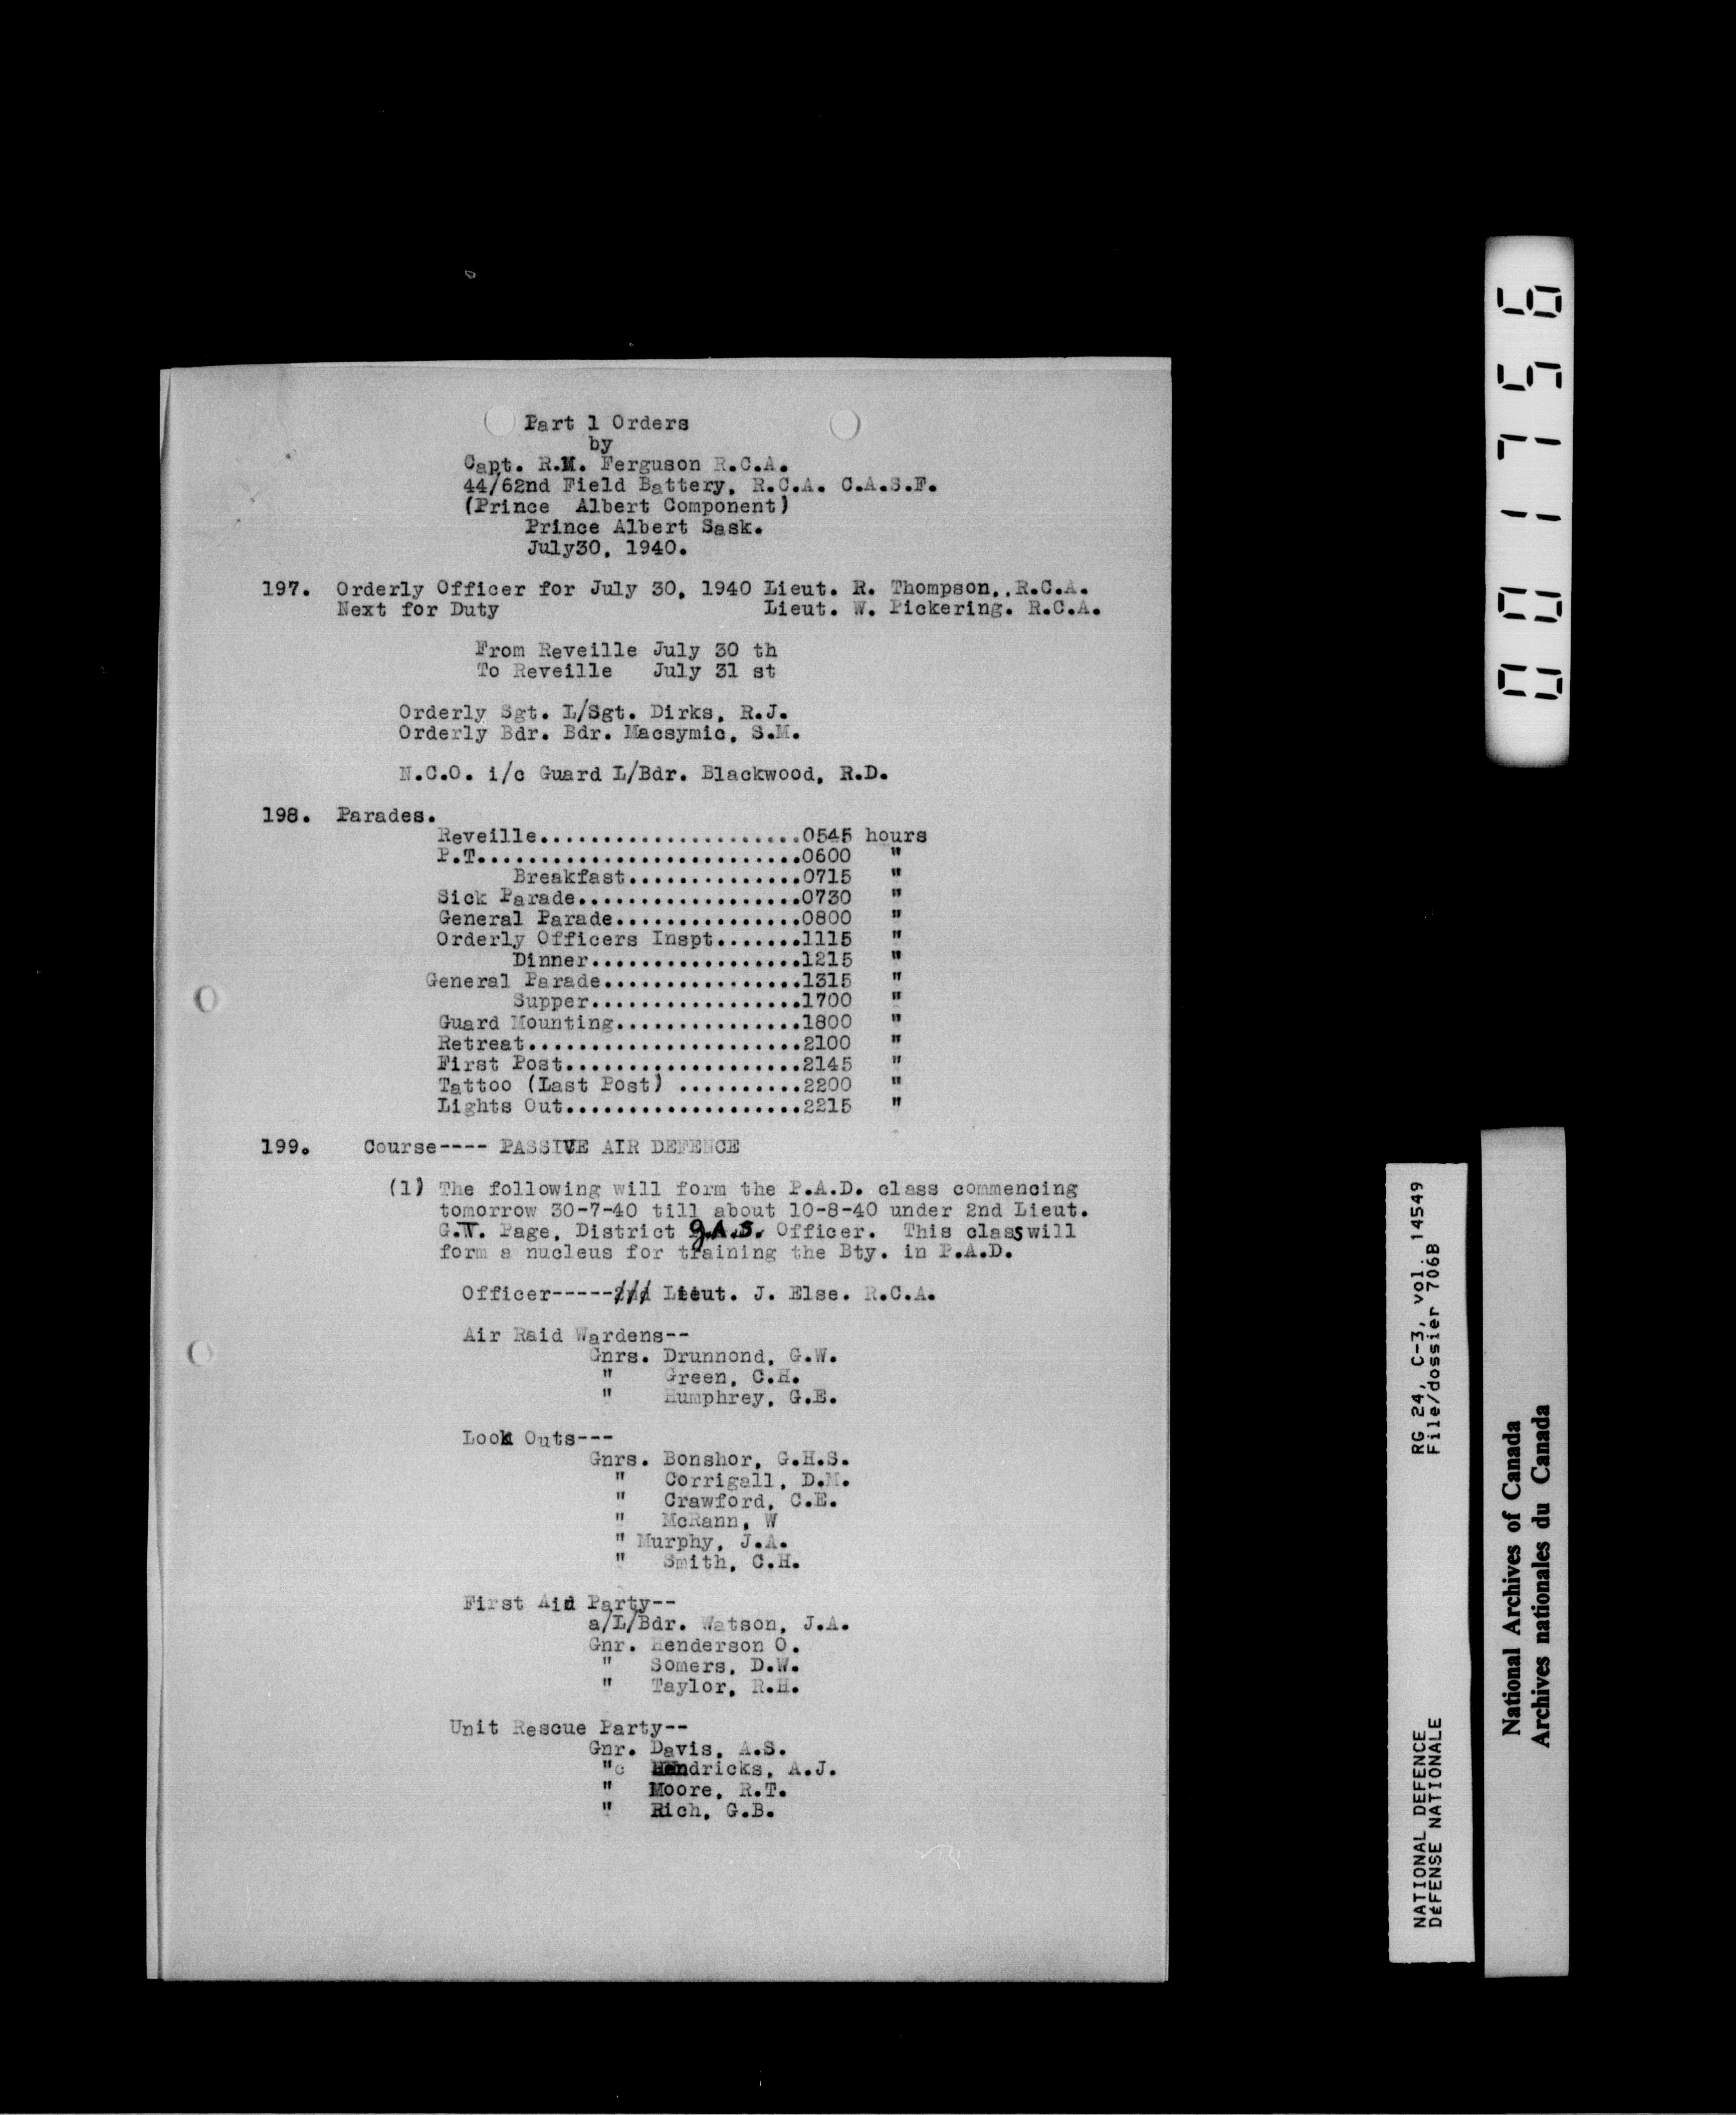 Part 1 Orders
by
Capt. R.M. Ferguson R.C.A.
44/62nd Field Battery, R.C.A. C.A.S.F.
(Prince Albert Component)
Prince Albert Sask.
July30, 1940.
197. Orderly Officer for July 30, 1940 Lieut. R. Thompson,.R.C.A.
Next for Duty Lieut. W. Pickering. R.C.A.
From Reveille July 30 th
To Reveille July 31 st
Orderly Sgt. L/Sgt. Dirks, R.J.
Orderly Bdr. Bdr. Macsymic, S.M.
N.C.O. i/c Guard L/Bdr. Blackwood, R.D.
198. Parades.
Reveille.....................0545 hours
P.T..........................0600 "
Breakfast..............0715 "
Sick Parade..................0730 "
General Parade...............0800 "
Orderly Officers Inspt.......1115 "
Dinner.................1215 "
General Parade................1315 "
Supper.................1700 "
Guard Mounting...............1800 "
Retreat......................2100 "
First Post...................2145 "
Tattoo (Last Post) ..........2200 "
Lights Out...................2215 "
199. Course---- PASSIVE AIR DEFENCE
(1) The following will form the P.A.D. class commencing
tomorrow 30-7-40 till about 10-8-40 under 2nd Lieut.
G.W. Page, District G.A.S. Officer. This class will
form a nucleus for training the Bty. in P.A.D.
Officer-----2nd Lieut. J. Else. R.C.A.
Air Raid Wardens--
Gnrs. Drunnond, G.W.
" Green, C.H.
" Humphrey, G.E.
Look Outs---
Gnrs. Bonshor, G.H.S.
" Corrigall, D.M.
" Crawford, C.E.
" McRann, W
" Murphy, J.A.
" Smith, C.H.
First Aid Party--
a/L/Bdr. Watson, J.A.
Gnr. Henderson O.
" Somers, D.W.
" Taylor, R.H.
Unit Rescue Party--
Gnr. Davis, A.S.
"c Hendricks, A.J.
" Moore, R.T.
" Rich, G.B.
001756
NATIONAL DEFENCE RG 24, C-3, vol. 14549
DÉFENSE NATIONALE File/dossier 706B
National Archives of Canada
Archives nationales du Canada